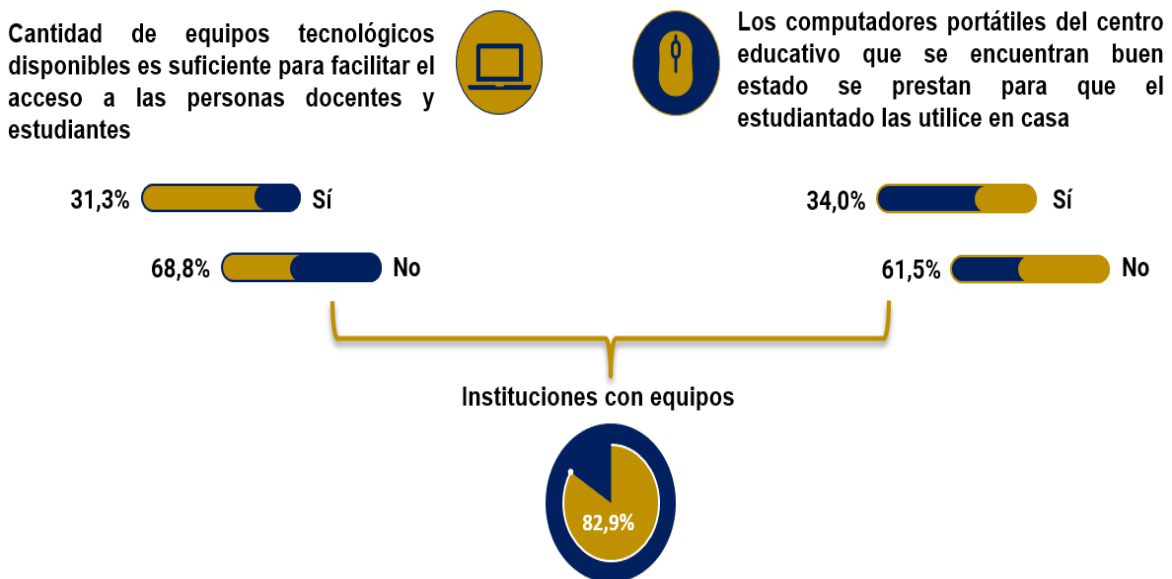 Cantidad de equipos tecnológicos
disponibles es suficiente para facilitar el
acceso a las personas docentes y
estudiantes
31,3% Sí
68,8% No
Los computadores portátiles del centro
educativo que se encuentran buen
estado se prestan para que el
estudiantado las utilice en casa
34,0% Sí
61,5% No
Instituciones con equipos
82,9%